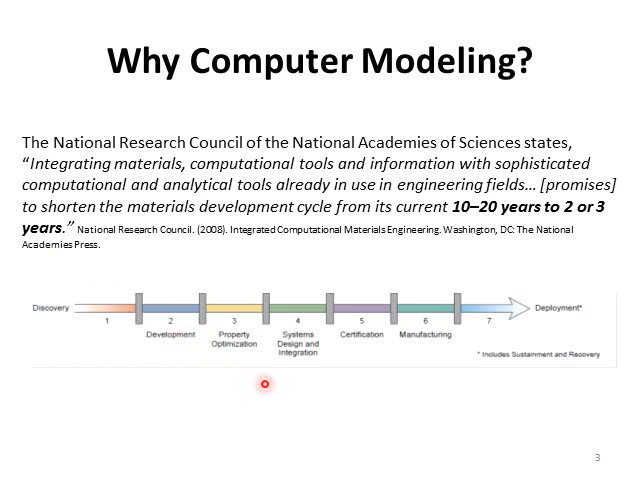 Why Computer Modeling?
The National Research Council of the National Academies of Sciences states,
“Integrating materials, computational tools and information with sophisticated
computational and analytical tools already in use in engineering fields… [promises]
to shorten the materials development cycle from its current 10–20 years to 2 or 3
years.” National Research Council. (2008). Integrated Computational Materials Engineering. Washington, DC: The National
Academies Press.
Discovery
1
2
3
4
5
6
7
Deployment*
Development
Property
Optimization
Systems
Design and
Integration
Certification
Manufacturing
* Includes Sustainment and Recovery
3